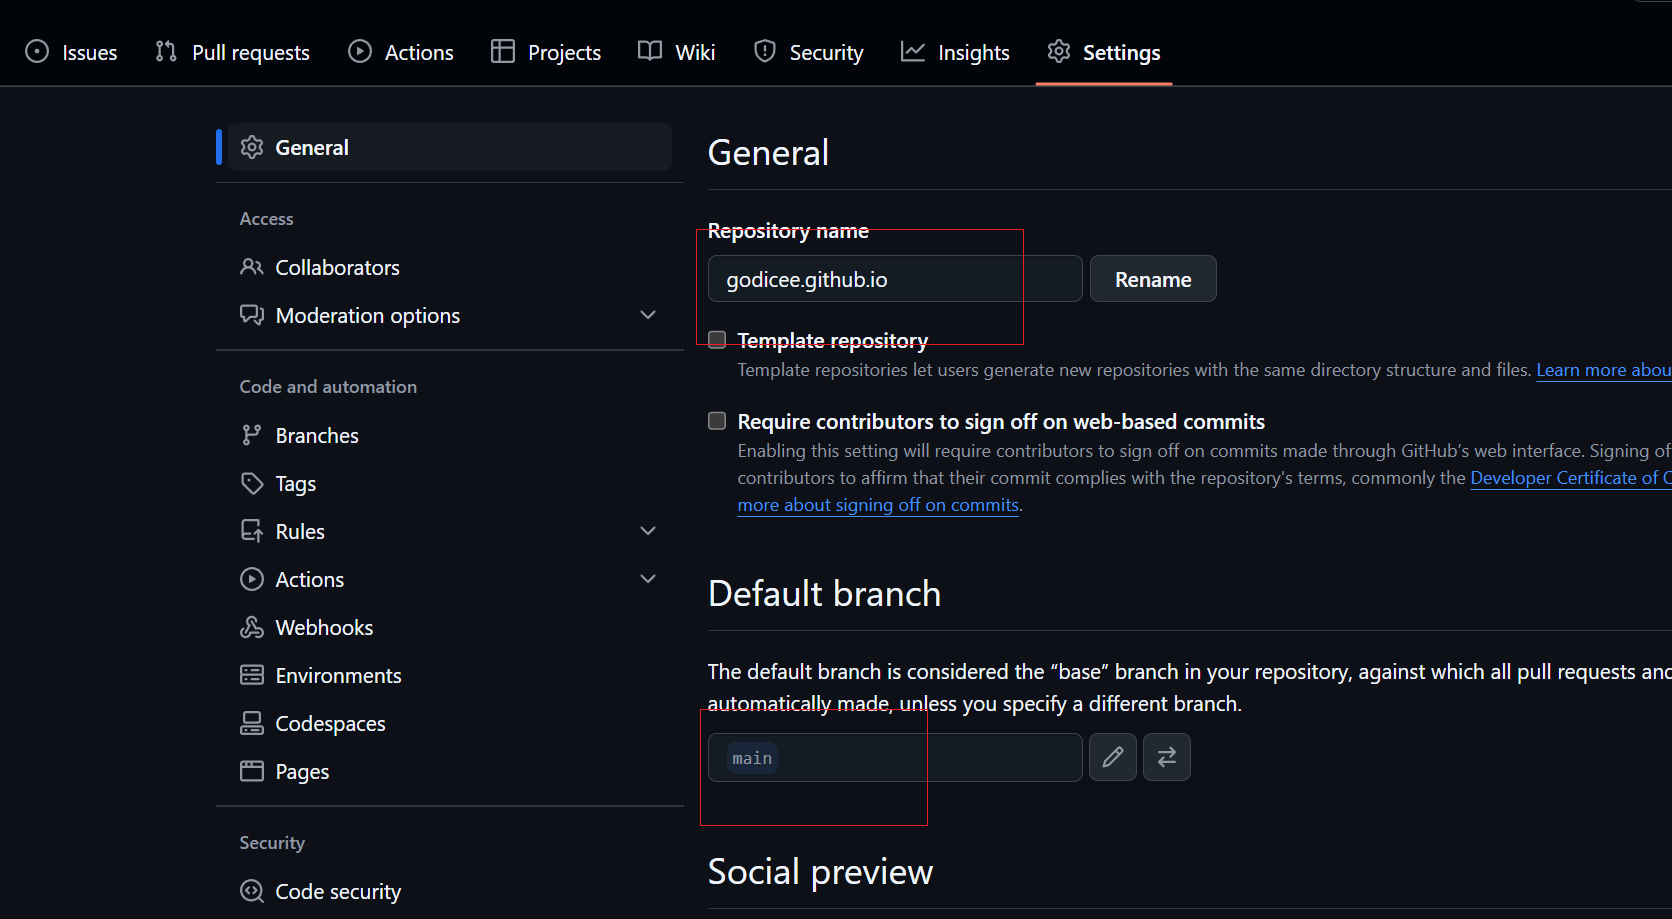 Issues Pull requests Actions Projects Wiki Security Insights Settings
General
Access
Collaborators
Moderation options
Code and automation
Branches
Tags
Rules
Actions
Webhooks
Environments
Codespaces
Pages
Security
Code security
General
Repository name
godicee.github.io Rename
Template repository
Template repositories let users generate new repositories with the same directory structure and files. Learn more abou
Require contributors to sign off on web-based commits
Enabling this setting will require contributors to sign off on commits made through GitHub’s web interface. Signing of
contributors to affirm that their commit complies with the repository's terms, commonly the Developer Certificate of
more about signing off on commits.
Default branch
The default branch is considered the “base” branch in your repository, against which all pull requests and
automatically made, unless you specify a different branch.
main
Social preview